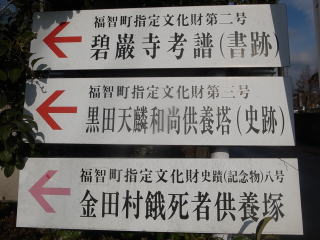 福智町指定文化財第二号
碧巌寺考譜(書跡)
福智町指定文化財第三号
黒田天麟和尚供養塔(史跡)
福智町指定文化財史蹟(記念物)八号
金田村餓死者供養塚